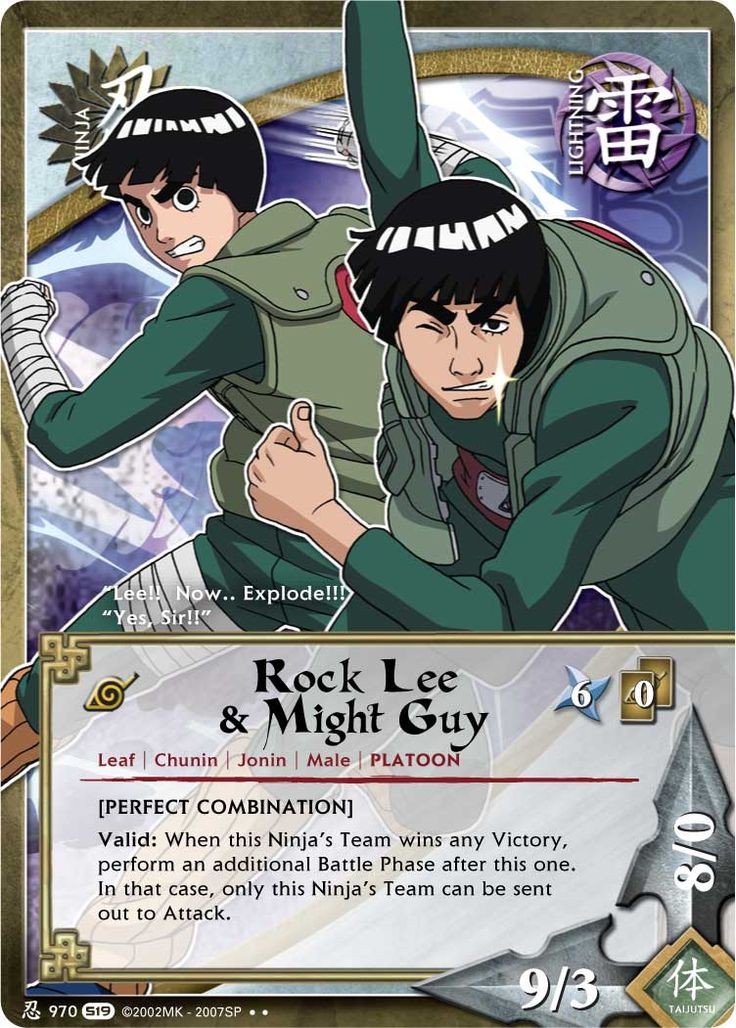 忍
NINJA
雷
LIGHTNING
“Lee!! Now.. Explode!!!
“Yes, Sir!!”
Rock Lee
& Might Guy
6
0
Leaf | Chunin | Jonin | Male | PLATOON
[PERFECT COMBINATION]
Valid: When this Ninja’s Team wins any Victory,
perform an additional Battle Phase after this one.
In that case, only this Ninja’s Team can be sent
out to Attack.
8/0
9/3
体
TAIJUTSU
忍 970 S19 ©2002MK - 2007SP